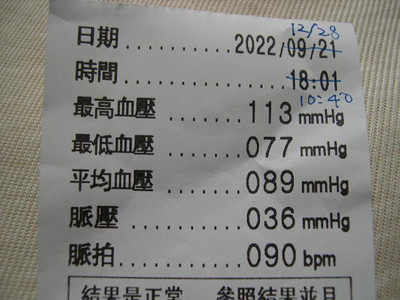 12/28
日期............2022/09/21
時間..................18:01
10:40
最高血壓.......113 mmHg
最低血壓.......077 mmHg
平均血壓.......089 mmHg
脈壓............036 mmHg
脈拍............090 bpm
結果是正常 參照結果並且